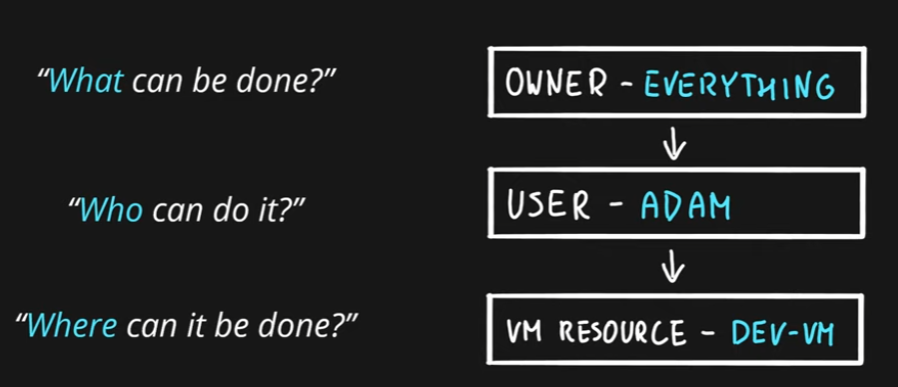 “What can be done?”
OWNER - EVERYTHING
“Who can do it?”
USER - ADAM
“Where can it be done?”
VM RESOURCE - DEV-VM